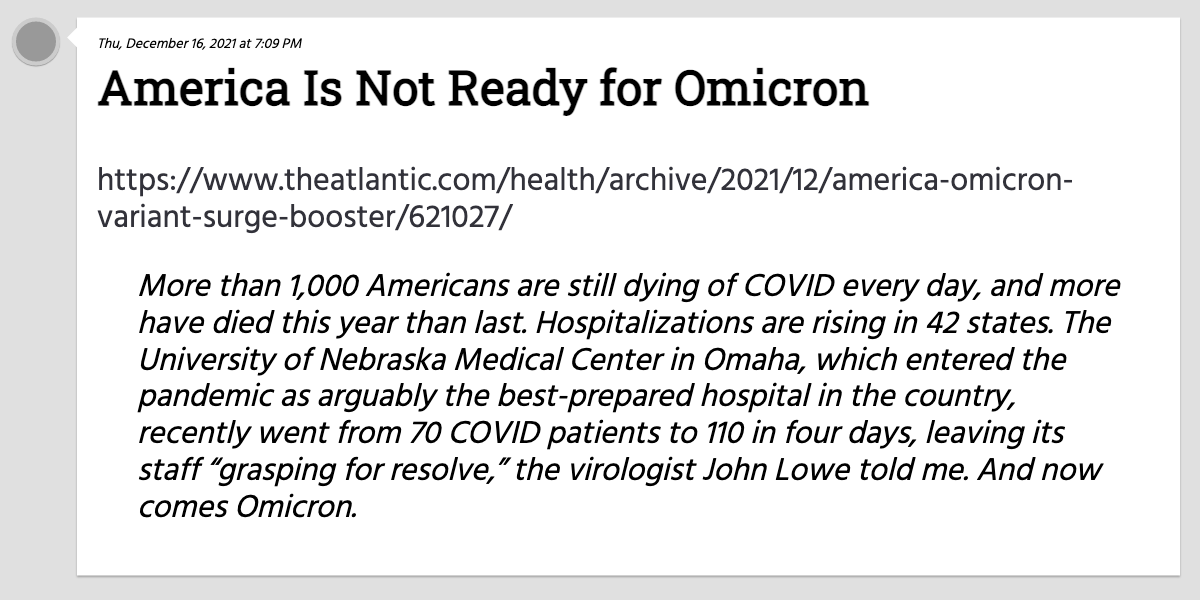 Thu, December 16, 2021 at 7:09 PM
America Is Not Ready for Omicron
https://www.theatlantic.com/health/archive/2021/12/america-omicron-
variant-surge-booster/621027/
More than 1,000 Americans are still dying of COVID every day, and more
have died this year than last. Hospitalizations are rising in 42 states. The
University of Nebraska Medical Center in Omaha, which entered the
pandemic as arguably the best-prepared hospital in the country,
recently went from 70 COVID patients to 110 in four days, leaving its
staff “grasping for resolve,” the virologist John Lowe told me. And now
comes Omicron.